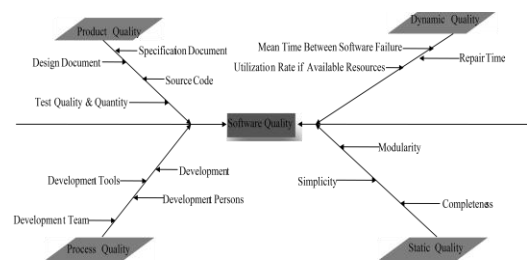 Product Quality
Dynamic Quality
Specification Document
Mean Time Between Software Failure
Design Document
Repair Time
Utilization Rate if Available Resources
Source Code
Test Quality & Quantity
Software Quality
Modularity
Development
Development Tools
Simplicity
Development Persons
Completeness
Development Team
Process Quality
Static Quality